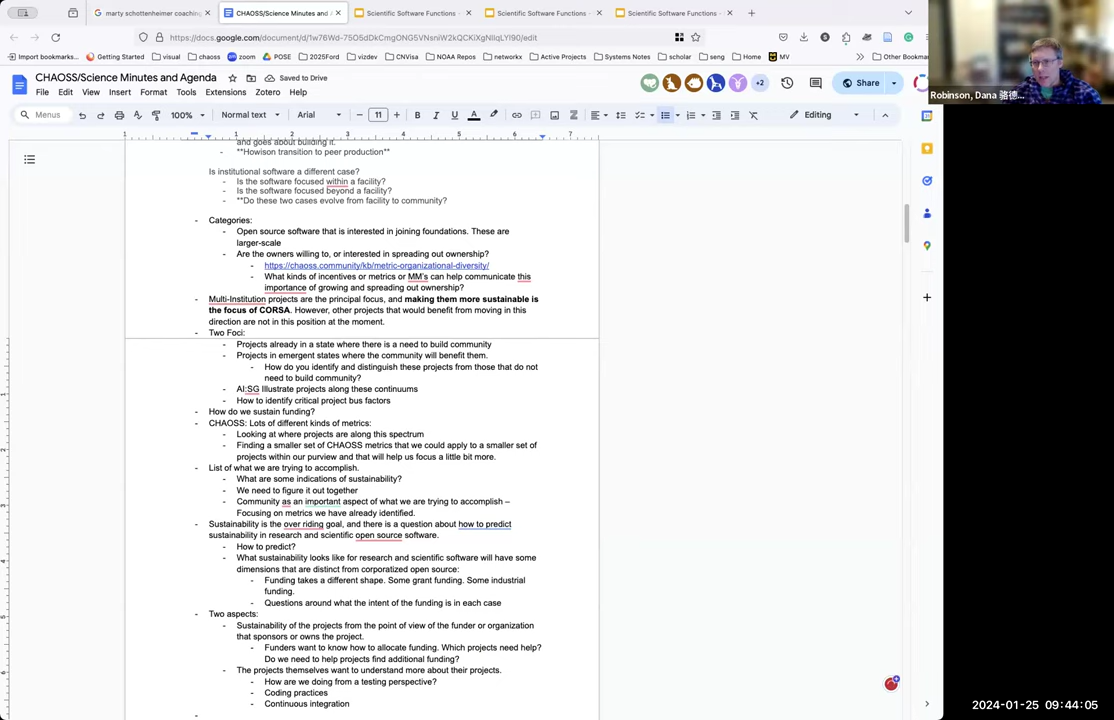 marty schottenheimer coaching
CHAOSS/Science Minutes and A
Scientific Software Functions -
Scientific Software Functions -
Scientific Software Functions -
https://docs.google.com/document/d/1w76Wd-75O5dDkCmgONG5VNsniW2kQCKiXgNlIqLYl90/edit
Import bookmarks...
Getting Started
visual
chaoss
zoom
POSE
2025Ford
vizdev
CNVisa
NOAA Repos
networkx
Active Projects
Systems Notes
scholar
seng
Home
MV
Other Bookmarks
CHAOSS/Science Minutes and Agenda
Saved to Drive
File Edit View Insert Format Tools Extensions Zotero Help
+2
Share
Menus
100%
Normal text
Arial
11
Editing
and goes about building it.
- **Howison transition to peer production**
Is institutional software a different case?
- Is the software focused within a facility?
- Is the software focused beyond a facility?
- **Do these two cases evolve from facility to community?
- Categories:
- Open source software that is interested in joining foundations. These are
larger-scale
- Are the owners willing to, or interested in spreading out ownership?
- https://chaoss.community/kb/metric-organizational-diversity/
- What kinds of incentives or metrics or MM's can help communicate this
importance of growing and spreading out ownership?
- Multi-Institution projects are the principal focus, and making them more sustainable is
the focus of CORSA. However, other projects that would benefit from moving in this
direction are not in this position at the moment.
- Two Foci:
- Projects already in a state where there is a need to build community
- Projects in emergent states where the community will benefit them.
- How do you identify and distinguish these projects from those that do not
need to build community?
- AI:SG Illustrate projects along these continuums
- How to identify critical project bus factors
- How do we sustain funding?
- CHAOSS: Lots of different kinds of metrics:
- Looking at where projects are along this spectrum
- Finding a smaller set of CHAOSS metrics that we could apply to a smaller set of
projects within our purview and that will help us focus a little bit more.
- List of what we are trying to accomplish.
- What are some indications of sustainability?
- We need to figure it out together
- Community as an important aspect of what we are trying to accomplish –
Focusing on metrics we have already identified.
- Sustainability is the over riding goal, and there is a question about how to predict
sustainability in research and scientific open source software.
- How to predict?
- What sustainability looks like for research and scientific software will have some
dimensions that are distinct from corporatized open source:
- Funding takes a different shape. Some grant funding. Some industrial
funding.
- Questions around what the intent of the funding is in each case
- Two aspects:
- Sustainability of the projects from the point of view of the funder or organization
that sponsors or owns the project.
- Funders want to know how to allocate funding. Which projects need help?
Do we need to help projects find additional funding?
- The projects themselves want to understand more about their projects.
- How are we doing from a testing perspective?
- Coding practices
- Continuous integration
-
Robinson, Dana 骆德...
2024-01-25 09:44:05